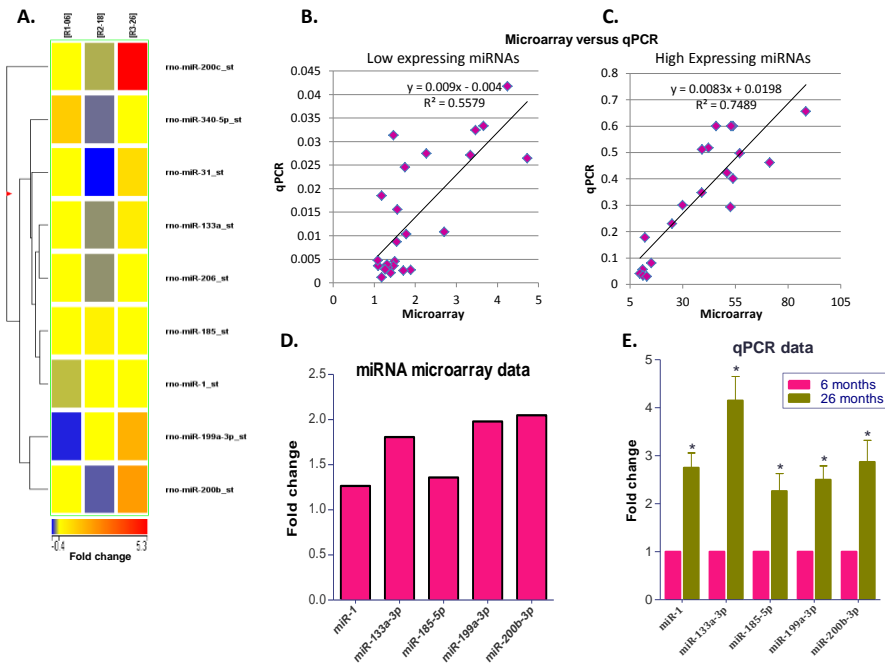 A.
[R1-06] [R2-18] [R3-26]
rno-miR-200c_st
rno-miR-340-5p_st
rno-miR-31_st
rno-miR-133a_st
rno-miR-206_st
rno-miR-185_st
rno-miR-1_st
rno-miR-199a-3p_st
rno-miR-200b_st
-0.4 5.3
Fold change
Microarray versus qPCR
B.
Low expressing miRNAs
y = 0.009x - 0.004
R² = 0.5579
qPCR
0.045
0.04
0.035
0.03
0.025
0.02
0.015
0.01
0.005
0
0 1 2 3 4 5
Microarray
C.
High Expressing miRNAs
y = 0.0083x + 0.0198
R² = 0.7489
qPCR
0.8
0.7
0.6
0.5
0.4
0.3
0.2
0.1
0
5 30 55 80 105
Microarray
D.
miRNA microarray data
Fold change
2.5
2.0
1.5
1.0
0.5
0.0
miR-1
miR-133a-3p
miR-185-5p
miR-199a-3p
miR-200b-3p
E.
qPCR data
6 months
26 months
Fold change
5
4
3
2
1
0
* * * * *
miR-1
miR-133a-3p
miR-185-5p
miR-199a-3p
miR-200b-3p